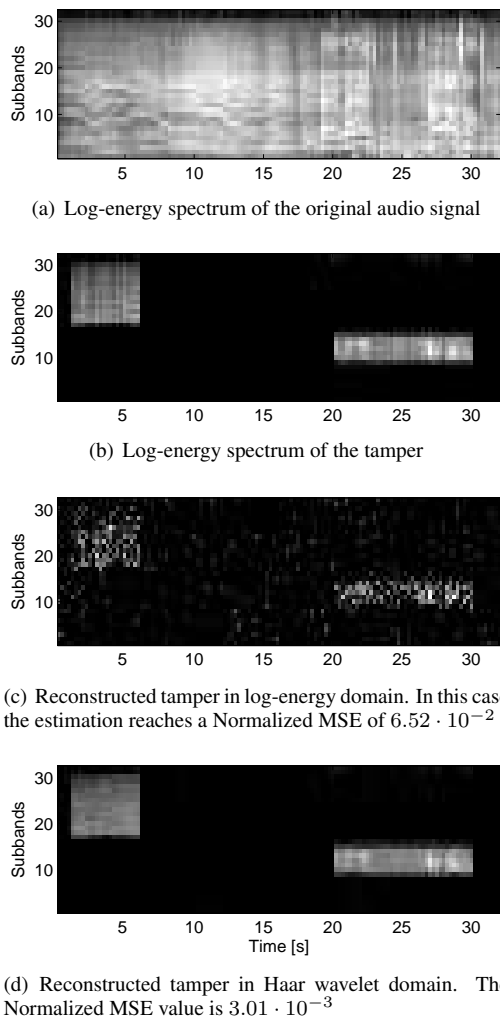 30
20
10
Subbands
5 10 15 20 25 30
(a) Log-energy spectrum of the original audio signal
30
20
10
Subbands
5 10 15 20 25 30
(b) Log-energy spectrum of the tamper
30
20
10
Subbands
5 10 15 20 25 30
(c) Reconstructed tamper in log-energy domain. In this case
the estimation reaches a Normalized MSE of 6.52 · 10⁻²
30
20
10
Subbands
5 10 15 20 25 30
Time [s]
(d) Reconstructed tamper in Haar wavelet domain. The
Normalized MSE value is 3.01 · 10⁻³